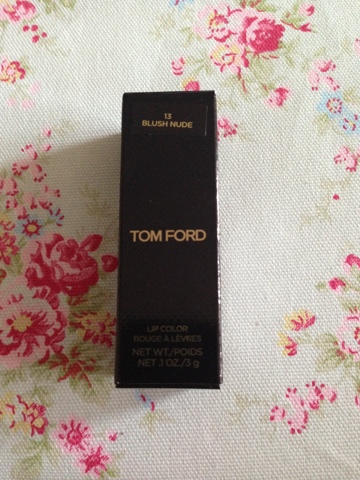 13
BLUSH NUDE
TOM FORD
LIP COLOR
ROUGE À LÈVRES
NET WT./POIDS
NET .1 OZ./3 g